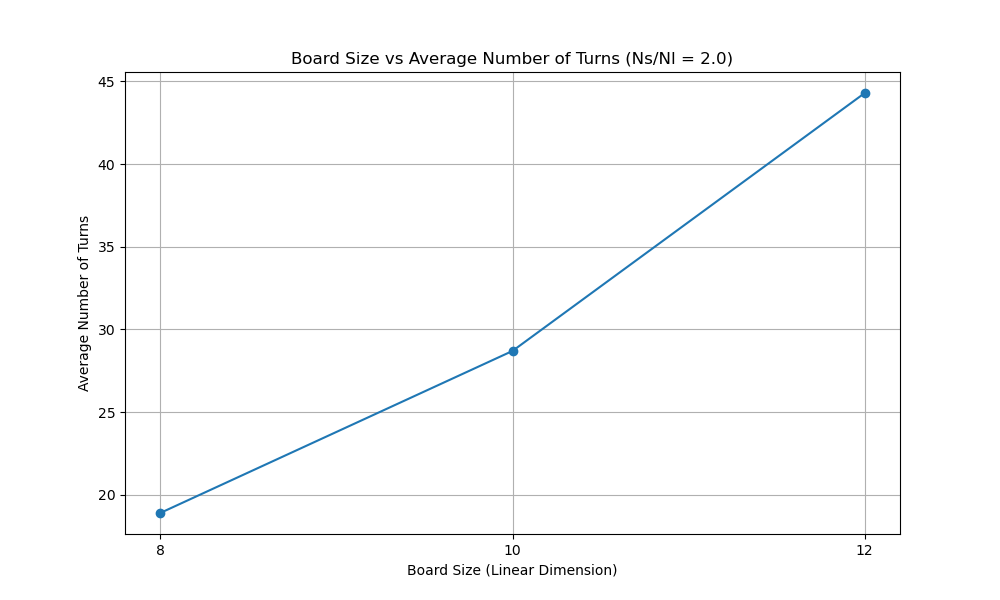 Board Size vs Average Number of Turns (Ns/Nl = 2.0)
45
40
35
30
25
20
Average Number of Turns
8 10 12
Board Size (Linear Dimension)